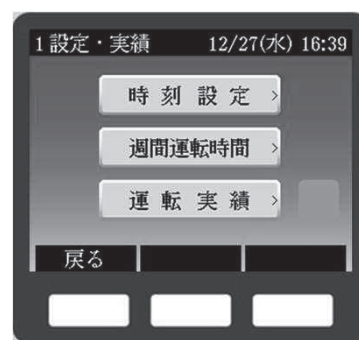 1設定・実績 12/27(水) 16:39
時刻設定 >
週間運転時間 >
運転実績 >
戻る